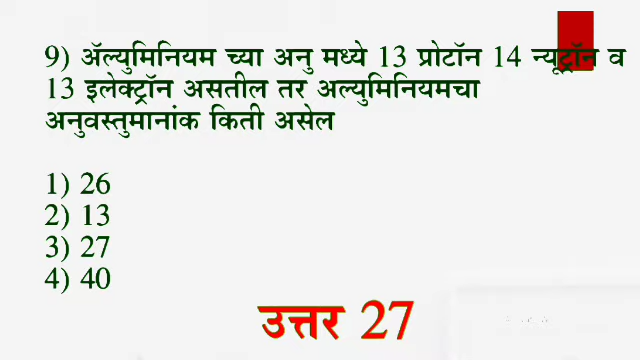 9) ॲल्युमिनियम च्या अनु मध्ये 13 प्रोटॉन 14 न्यूट्रॉन व
13 इलेक्ट्रॉन असतील तर अल्युमिनियमचा
अनुवस्तुमानांक किती असेल
1) 26
2) 13
3) 27
4) 40
उत्तर 27